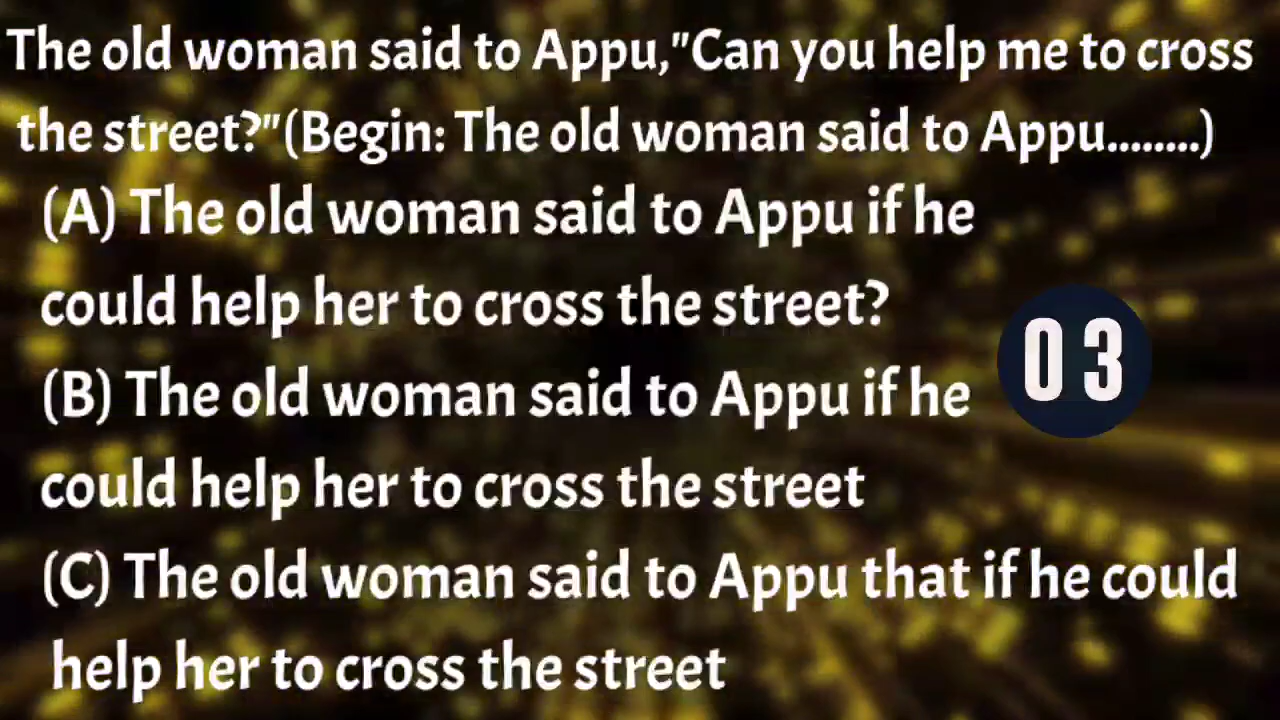 The old woman said to Appu,"Can you help me to cross
the street?"(Begin: The old woman said to Appu........)
(A) The old woman said to Appu if he
could help her to cross the street?
03
(B) The old woman said to Appu if he
could help her to cross the street
(C) The old woman said to Appu that if he could
help her to cross the street